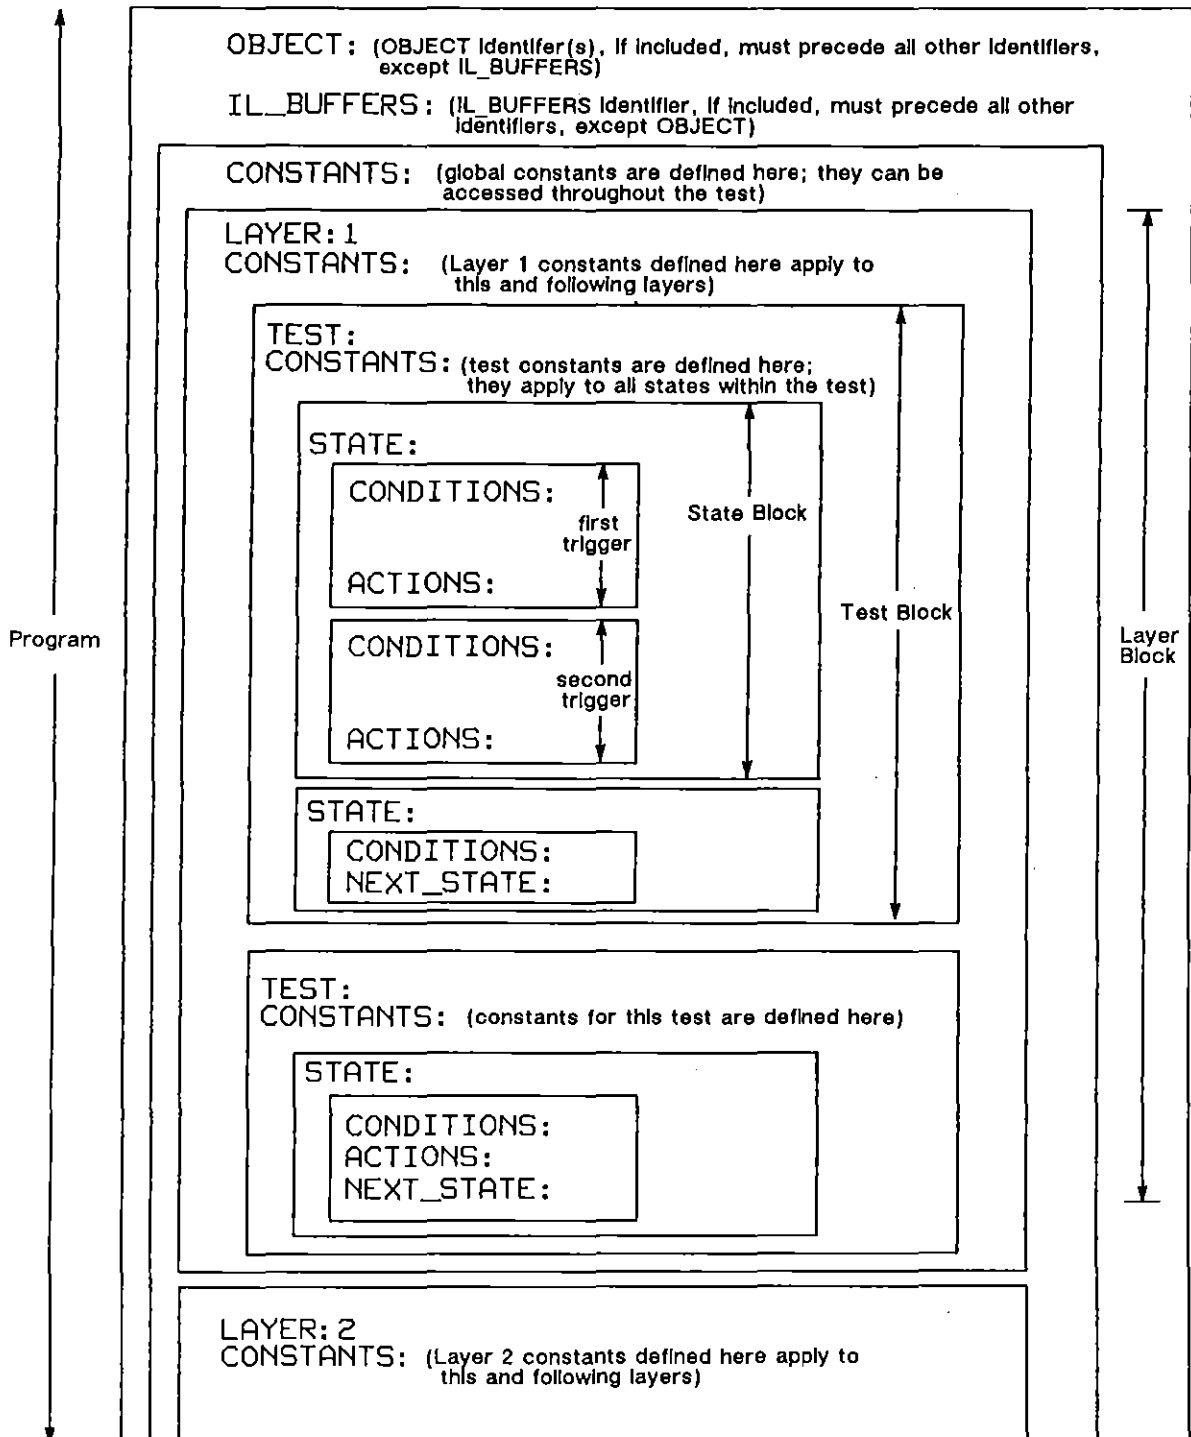 OBJECT: (OBJECT Identifer(s), If Included, must precede all other Identifiers,
except IL_BUFFERS)
IL_BUFFERS: (IL_BUFFERS Identifier, If Included, must precede all other
Identifiers, except OBJECT)
CONSTANTS: (global constants are defined here; they can be
accessed throughout the test)
LAYER: 1
CONSTANTS: (Layer 1 constants defined here apply to
this and following layers)
TEST:
CONSTANTS: (test constants are defined here;
they apply to all states within the test)
STATE:
CONDITIONS:
first
trigger
ACTIONS:
State Block
CONDITIONS:
second
trigger
ACTIONS:
Test Block
Program
Layer
Block
STATE:
CONDITIONS:
NEXT_STATE:
TEST:
CONSTANTS: (constants for this test are defined here)
STATE:
CONDITIONS:
ACTIONS:
NEXT_STATE:
LAYER: 2
CONSTANTS: (Layer 2 constants defined here apply to
this and following layers)